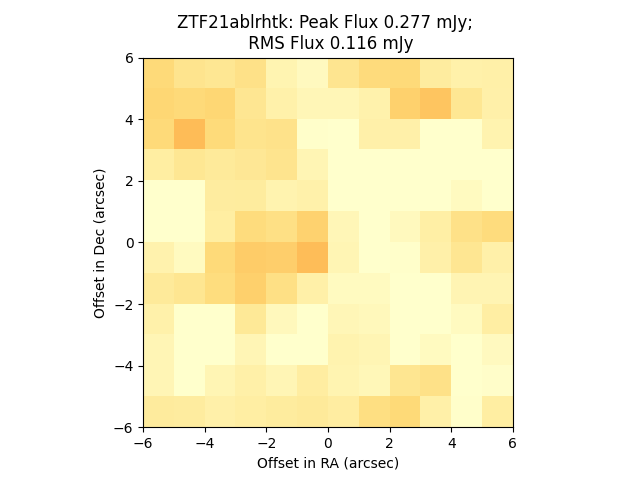 ZTF21ablrhtk: Peak Flux 0.277 mJy;
RMS Flux 0.116 mJy
6
4
2
0
−2
−4
−6
Offset in Dec (arcsec)
−6 −4 −2 0 2 4 6
Offset in RA (arcsec)